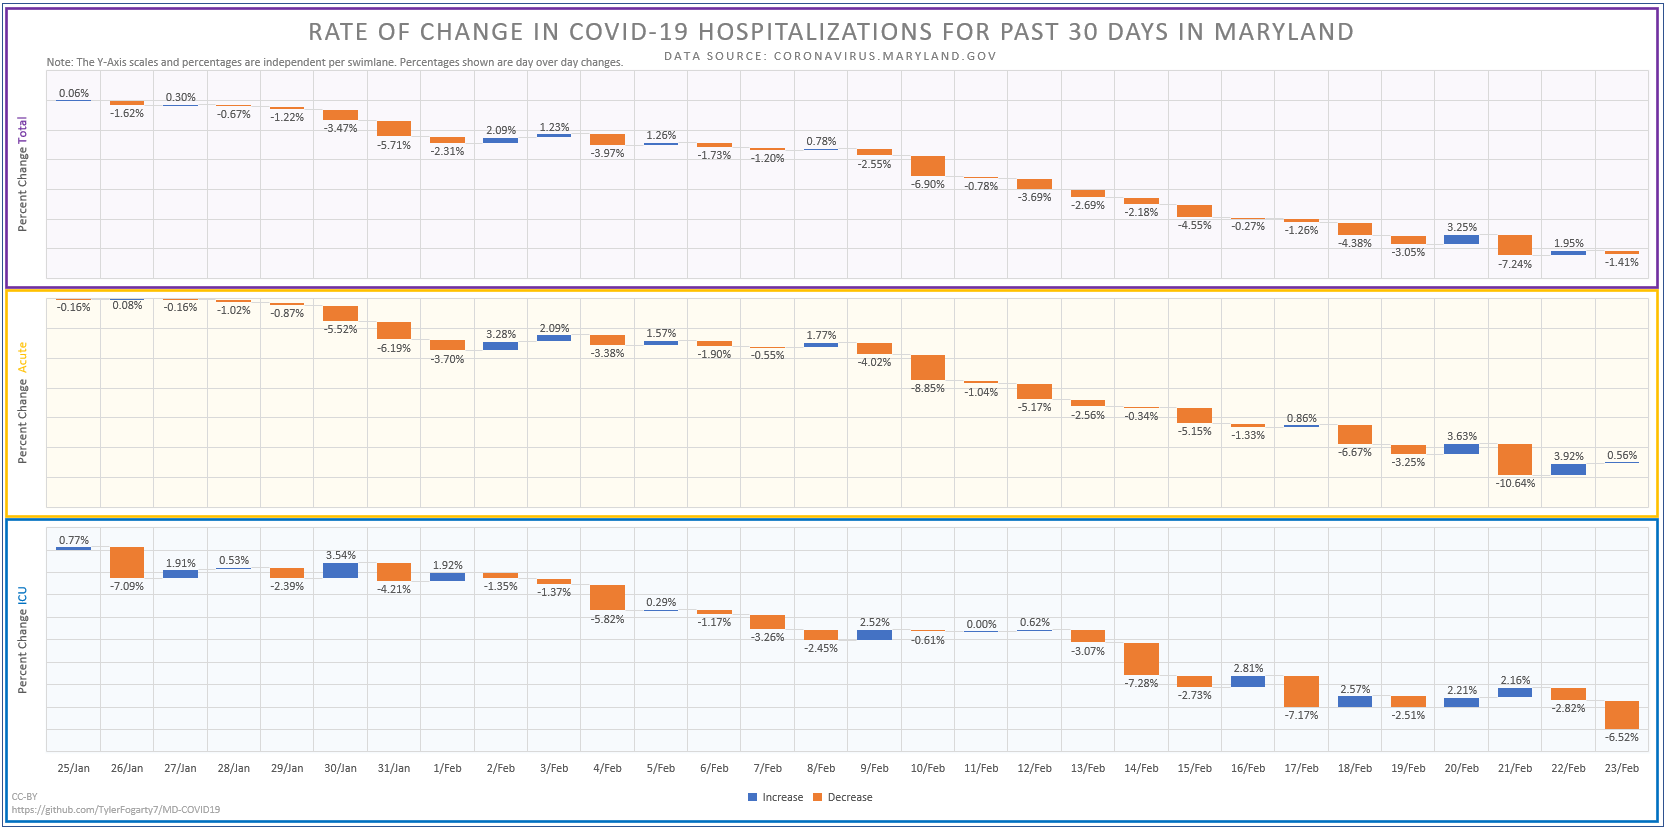 RATE OF CHANGE IN COVID-19 HOSPITALIZATIONS FOR PAST 30 DAYS IN MARYLAND
DATA SOURCE: CORONAVIRUS.MARYLAND.GOV
Note: The Y-Axis scales and percentages are independent per swimlane. Percentages shown are day over day changes.
Percent Change Total
0.06% -1.62% 0.30% -0.67% -1.22% -3.47% -5.71% -2.31% 2.09% 1.23% -3.97% 1.26% -1.73% -1.20% 0.78% -2.55% -6.90% -0.78% -3.69% -2.69% -2.18% -4.55% -0.27% -1.26% -4.38% -3.05% 3.25% -7.24% 1.95% -1.41%
Percent Change Acute
-0.16% 0.08% -0.16% -1.02% -0.87% -5.52% -6.19% -3.70% 3.28% 2.09% -3.38% 1.57% -1.90% -0.55% 1.77% -4.02% -8.85% -1.04% -5.17% -2.56% -0.34% -5.15% -1.33% 0.86% -6.67% -3.25% 3.63% -10.64% 3.92% 0.56%
Percent Change ICU
0.77% -7.09% 1.91% 0.53% -2.39% 3.54% -4.21% 1.92% -1.35% -1.37% -5.82% 0.29% -1.17% -3.26% -2.45% 2.52% -0.61% 0.00% 0.62% -3.07% -7.28% -2.73% 2.81% -7.17% 2.57% -2.51% 2.21% 2.16% -2.82% -6.52%
25/Jan 26/Jan 27/Jan 28/Jan 29/Jan 30/Jan 31/Jan 1/Feb 2/Feb 3/Feb 4/Feb 5/Feb 6/Feb 7/Feb 8/Feb 9/Feb 10/Feb 11/Feb 12/Feb 13/Feb 14/Feb 15/Feb 16/Feb 17/Feb 18/Feb 19/Feb 20/Feb 21/Feb 22/Feb 23/Feb
Increase Decrease
CC-BY
https://github.com/TylerFogarty7/MD-COVID19